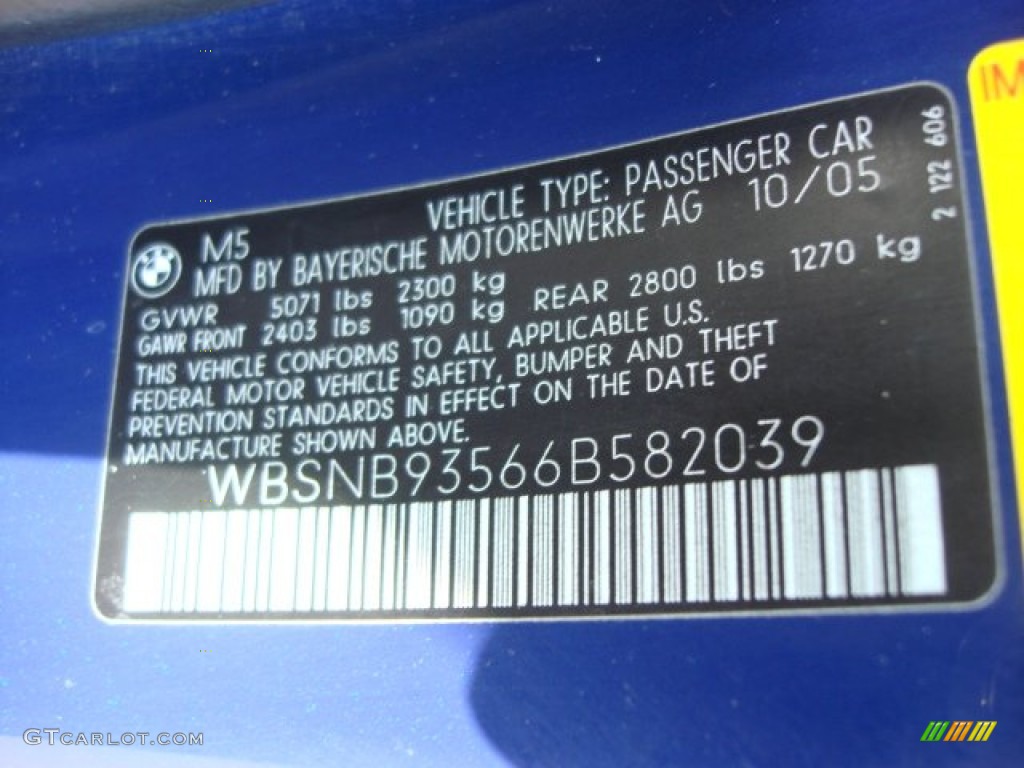 M5 VEHICLE TYPE: PASSENGER CAR
MFD BY BAYERISCHE MOTORENWERKE AG 10/05
GVWR 5071 lbs 2300 kg
GAWR FRONT 2403 lbs 1090 kg REAR 2800 lbs 1270 kg
THIS VEHICLE CONFORMS TO ALL APPLICABLE U.S.
FEDERAL MOTOR VEHICLE SAFETY, BUMPER AND THEFT
PREVENTION STANDARDS IN EFFECT ON THE DATE OF
MANUFACTURE SHOWN ABOVE.
WBSNB93566B582039
2 122 606
IM
GTCARLOT.COM